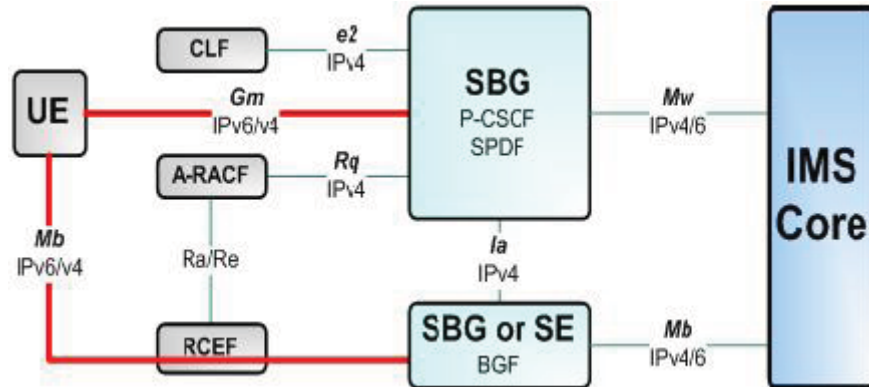 CLF
e2
IPv4
SBG
P-CSCF
SPDF
UE
Gm
IPv6/v4
Mw
IPv4/6
IMS
Core
A-RACF
Rq
IPv4
Mb
IPv6/v4
Ra/Re
Ia
IPv4
RCEF
SBG or SE
BGF
Mb
IPv4/6